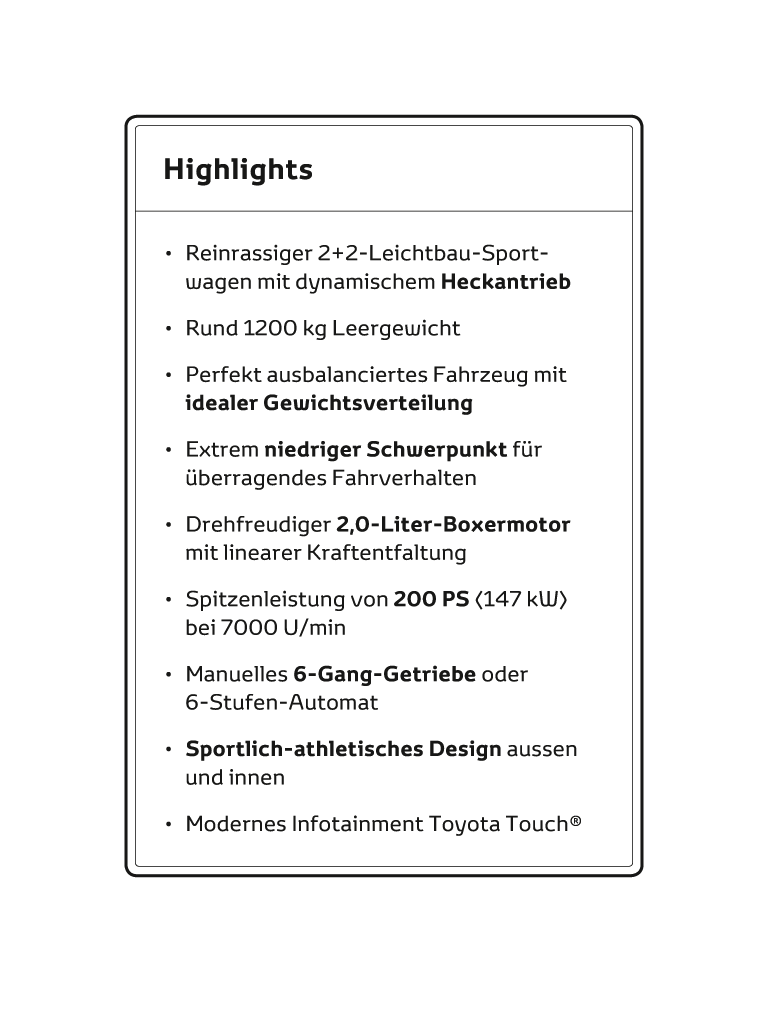 Highlights
• Reinrassiger 2+2-Leichtbau-Sport-
wagen mit dynamischem Heckantrieb
• Rund 1200 kg Leergewicht
• Perfekt ausbalanciertes Fahrzeug mit
idealer Gewichtsverteilung
• Extrem niedriger Schwerpunkt für
überragendes Fahrverhalten
• Drehfreudiger 2,0-Liter-Boxermotor
mit linearer Kraftentfaltung
• Spitzenleistung von 200 PS ⟨147 kW⟩
bei 7000 U/min
• Manuelles 6-Gang-Getriebe oder
6-Stufen-Automat
• Sportlich-athletisches Design aussen
und innen
• Modernes Infotainment Toyota Touch®